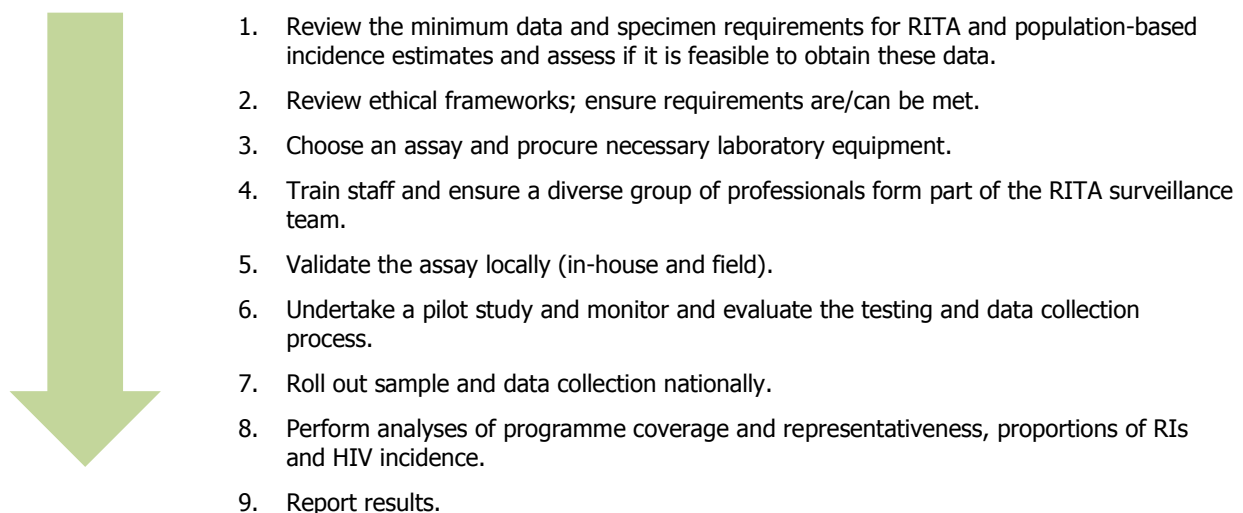 1. Review the minimum data and specimen requirements for RITA and population-based
incidence estimates and assess if it is feasible to obtain these data.
2. Review ethical frameworks; ensure requirements are/can be met.
3. Choose an assay and procure necessary laboratory equipment.
4. Train staff and ensure a diverse group of professionals form part of the RITA surveillance
team.
5. Validate the assay locally (in-house and field).
6. Undertake a pilot study and monitor and evaluate the testing and data collection
process.
7. Roll out sample and data collection nationally.
8. Perform analyses of programme coverage and representativeness, proportions of RIs
and HIV incidence.
9. Report results.